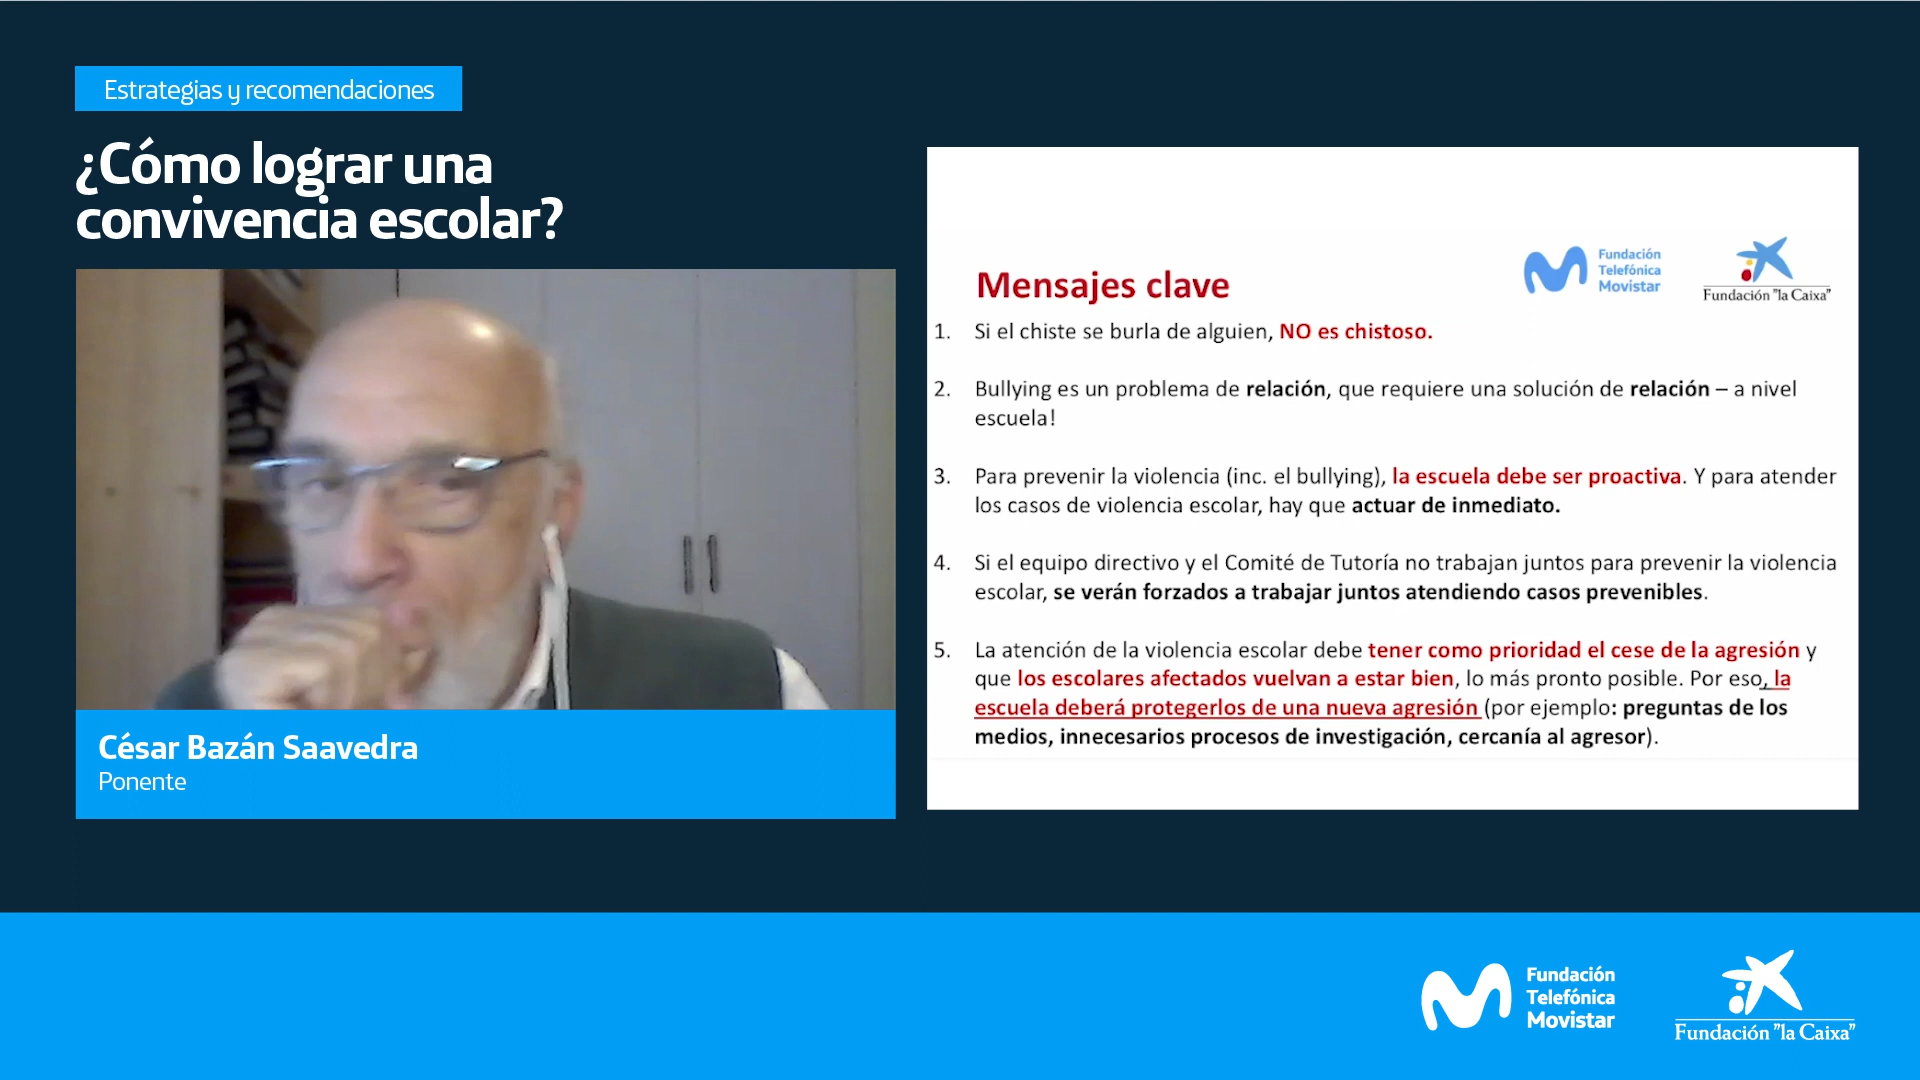 Estrategias y recomendaciones
¿Cómo lograr una
convivencia escolar?
César Bazán Saavedra
Ponente
Fundación
Telefónica
Movistar
Fundación "la Caixa"
Mensajes clave
1. Si el chiste se burla de alguien, NO es chistoso.
2. Bullying es un problema de relación, que requiere una solución de relación – a nivel
escuela!
3. Para prevenir la violencia (inc. el bullying), la escuela debe ser proactiva. Y para atender
los casos de violencia escolar, hay que actuar de inmediato.
4. Si el equipo directivo y el Comité de Tutoría no trabajan juntos para prevenir la violencia
escolar, se verán forzados a trabajar juntos atendiendo casos prevenibles.
5. La atención de la violencia escolar debe tener como prioridad el cese de la agresión y
que los escolares afectados vuelvan a estar bien, lo más pronto posible. Por eso, la
escuela deberá protegerlos de una nueva agresión (por ejemplo: preguntas de los
medios, innecesarios procesos de investigación, cercanía al agresor).
Fundación
Telefónica
Movistar
Fundación "la Caixa"